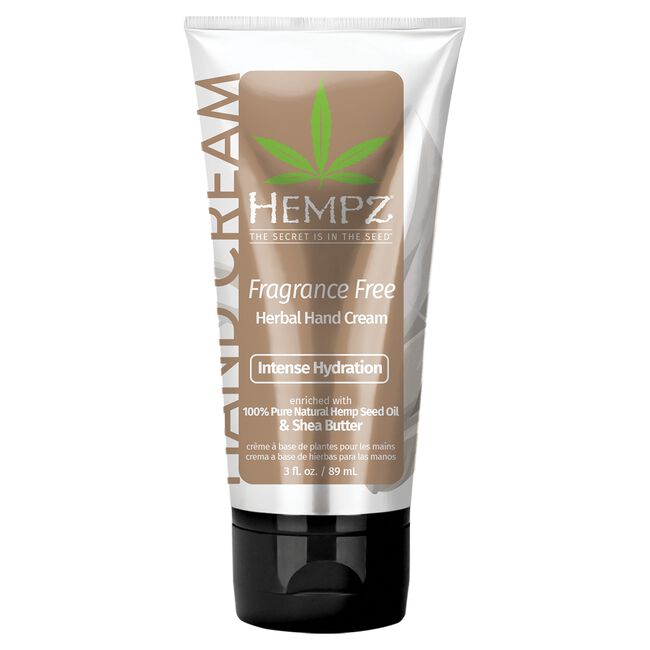 HAND CREAM
HEMPZ
THE SECRET IS IN THE SEED™
Fragrance Free
Herbal Hand Cream
Intense Hydration
enriched with
100% Pure Natural Hemp Seed Oil
& Shea Butter
crème à base de plantes pour les mains
crema a base de hierbas para las manos
3 fl. oz. / 89 mL